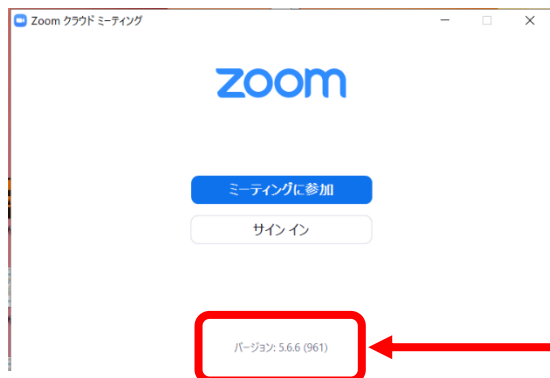 Zoom クラウド ミーティング
zoom
ミーティングに参加
サイン イン
バージョン: 5.6.6 (961)